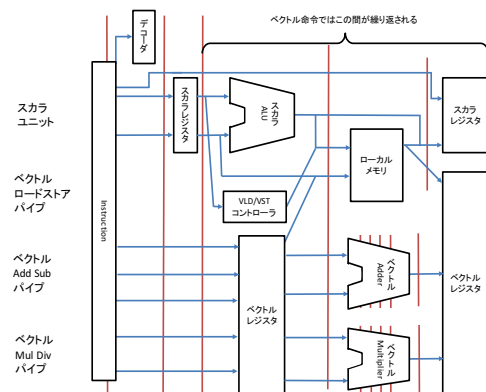 ベクトル命令ではこの間が繰り返される
デコーダ
スカラ
ユニット
スカラレジスタ
スカラ
ALU
スカラ
レジスタ
ローカル
メモリ
ベクトル
ロードストア
パイプ
Instruction
VLD/VST
コントローラ
ベクトル
Add Sub
パイプ
ベクトル
レジスタ
ベクトル
Adder
ベクトル
レジスタ
ベクトル
Mul Div
パイプ
ベクトル
Multiplier